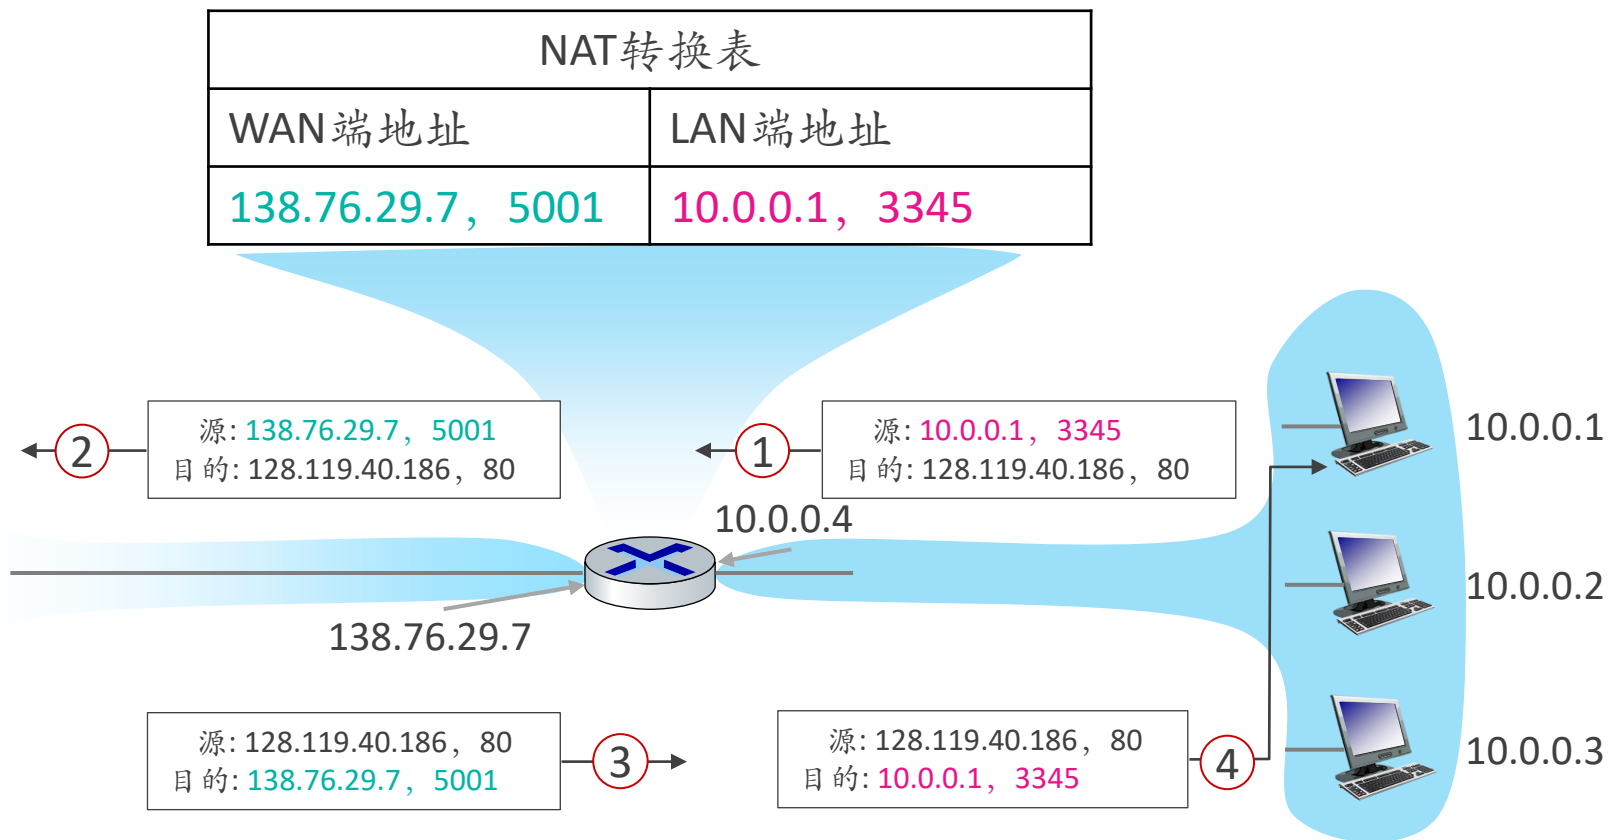 NAT转换表
WAN端地址
LAN端地址
138.76.29.7，5001
10.0.0.1，3345
2
源: 138.76.29.7，5001
目的: 128.119.40.186，80
1
源: 10.0.0.1，3345
目的: 128.119.40.186，80
10.0.0.1
10.0.0.4
10.0.0.2
138.76.29.7
源: 128.119.40.186，80
目的: 138.76.29.7，5001
3
源: 128.119.40.186，80
目的: 10.0.0.1，3345
4
10.0.0.3